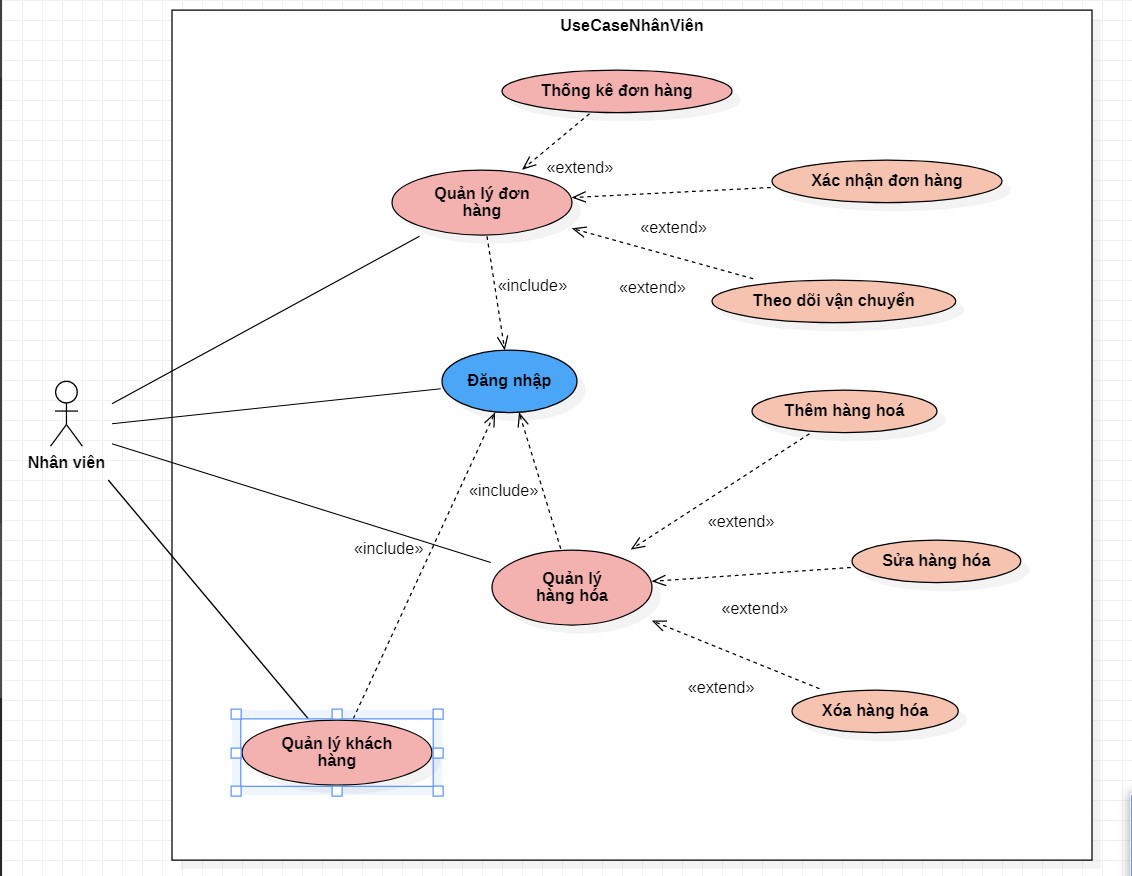 UseCaseNhânViên
Thống kê đơn hàng
«extend»
Xác nhận đơn hàng
Quản lý đơn
hàng
«extend»
«include»
«extend»
Theo dõi vận chuyển
Đăng nhập
Thêm hàng hoá
Nhân viên
«include»
«extend»
«include»
Sửa hàng hóa
Quản lý
hàng hóa
«extend»
«extend»
Xóa hàng hóa
Quản lý khách
hàng